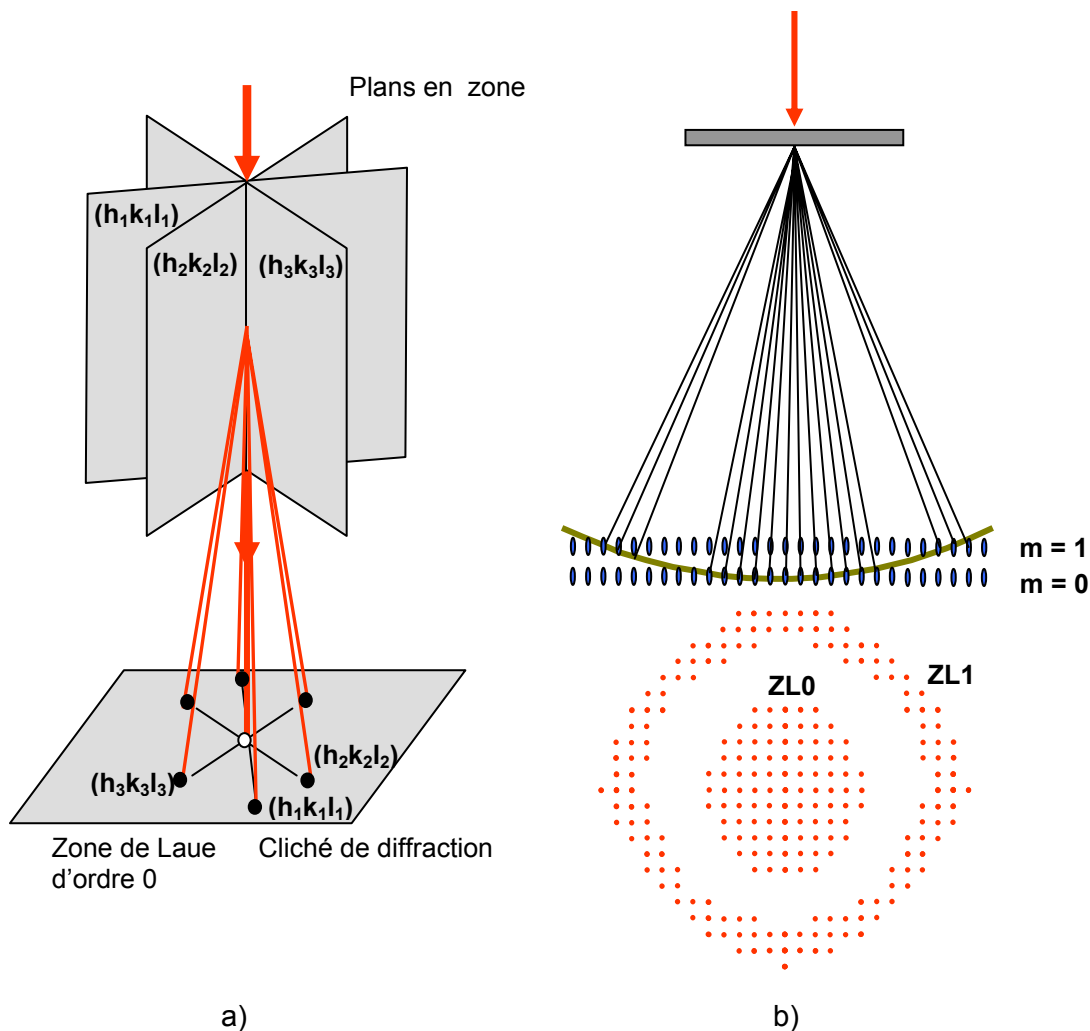 Plans en zone
(h₁k₁l₁)
(h₂k₂l₂)
(h₃k₃l₃)
(h₂k₂l₂)
(h₃k₃l₃)
(h₁k₁l₁)
Zone de Laue
d'ordre 0
Cliché de diffraction
a)
m = 1
m = 0
ZL0
ZL1
b)